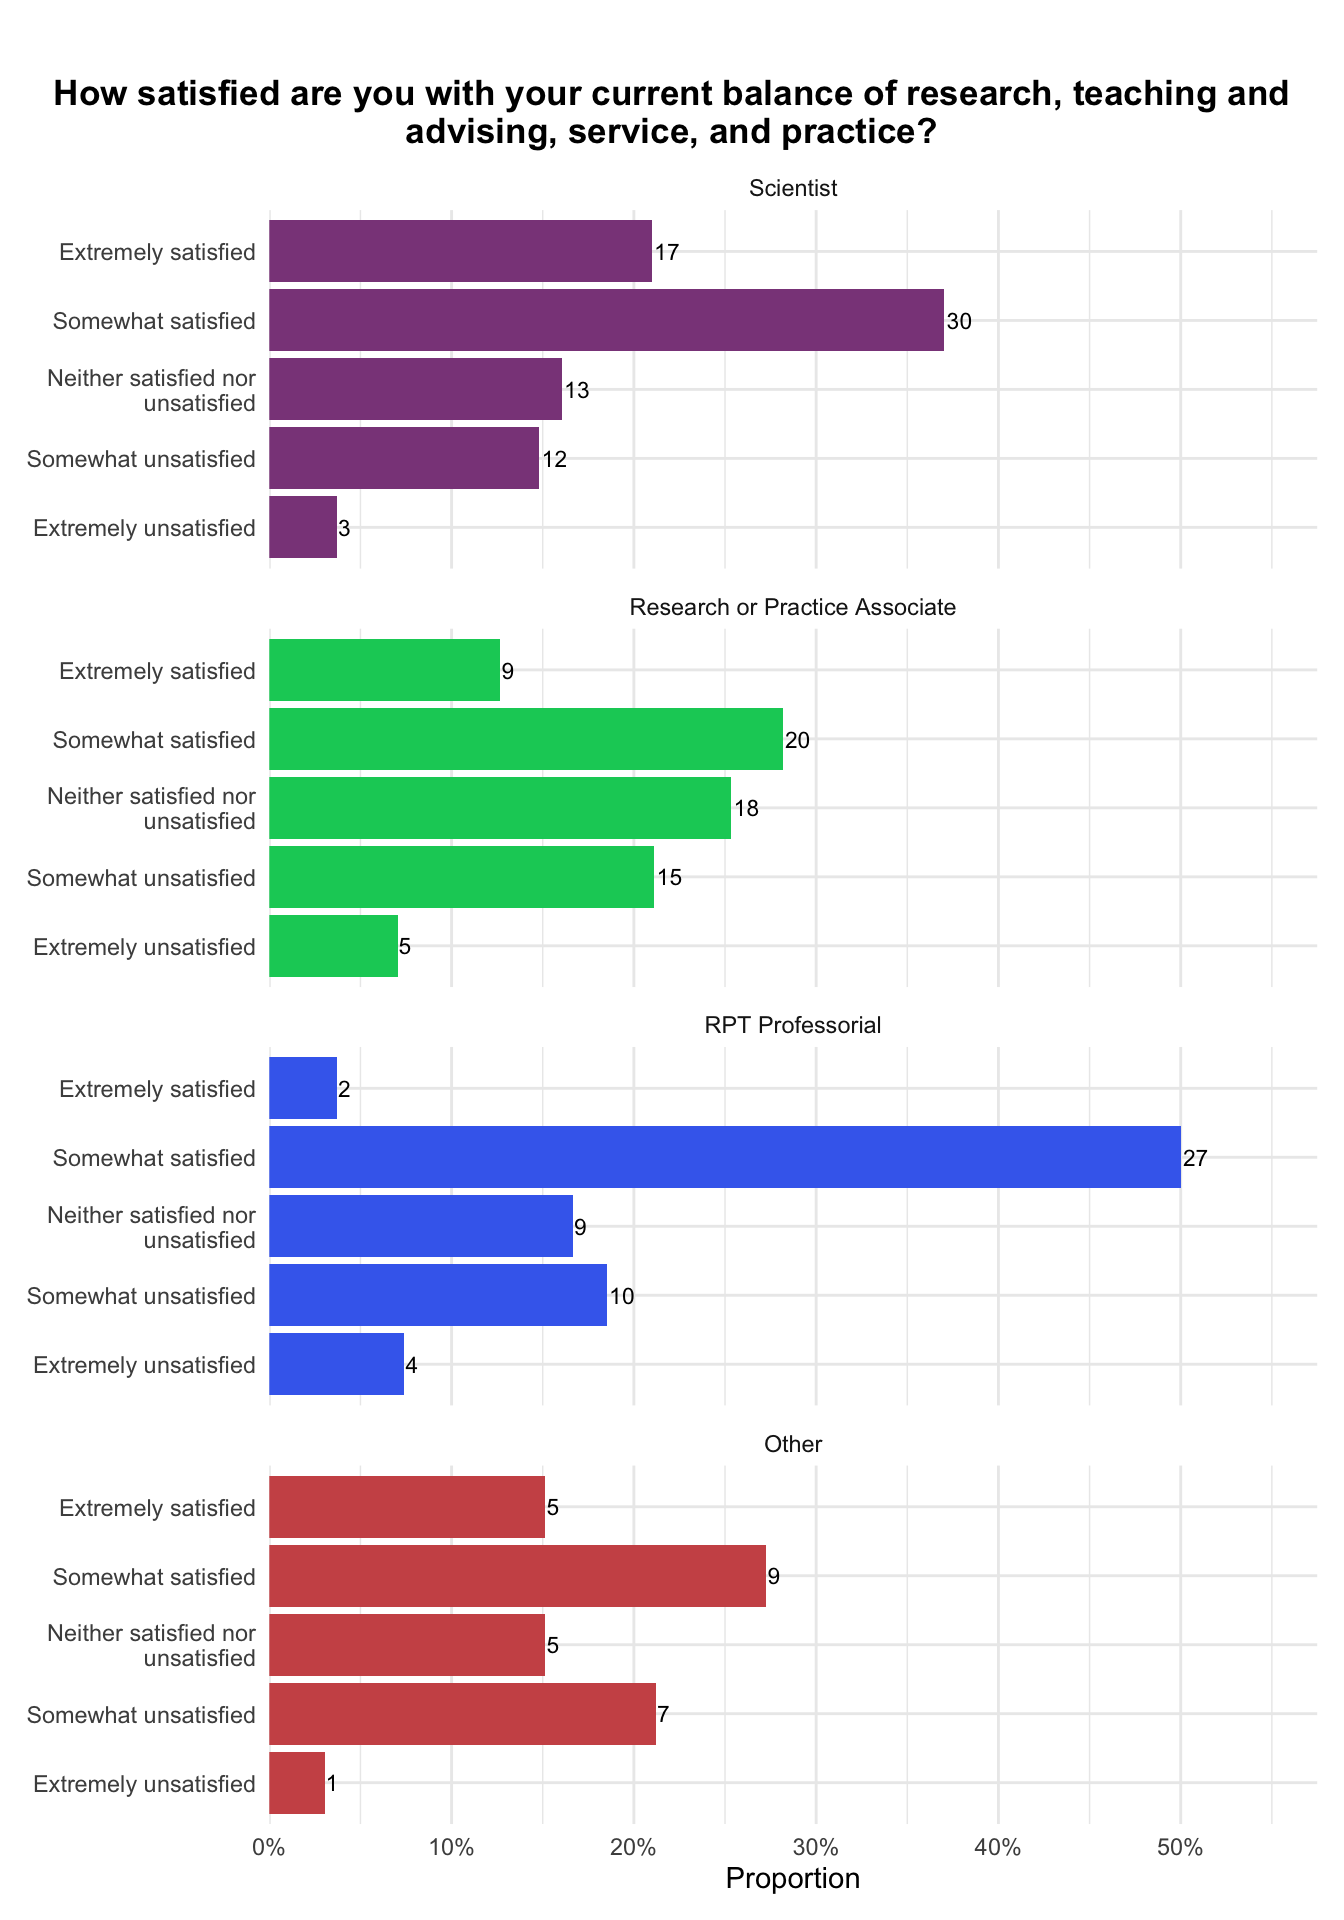 How satisfied are you with your current balance of research, teaching and
advising, service, and practice?
Scientist
Extremely satisfied
17
Somewhat satisfied
30
Neither satisfied nor
unsatisfied
13
Somewhat unsatisfied
12
Extremely unsatisfied
3
Research or Practice Associate
Extremely satisfied
9
Somewhat satisfied
20
Neither satisfied nor
unsatisfied
18
Somewhat unsatisfied
15
Extremely unsatisfied
5
RPT Professorial
Extremely satisfied
2
Somewhat satisfied
27
Neither satisfied nor
unsatisfied
9
Somewhat unsatisfied
10
Extremely unsatisfied
4
Other
Extremely satisfied
5
Somewhat satisfied
9
Neither satisfied nor
unsatisfied
5
Somewhat unsatisfied
7
Extremely unsatisfied
1
0% 10% 20% 30% 40% 50%
Proportion